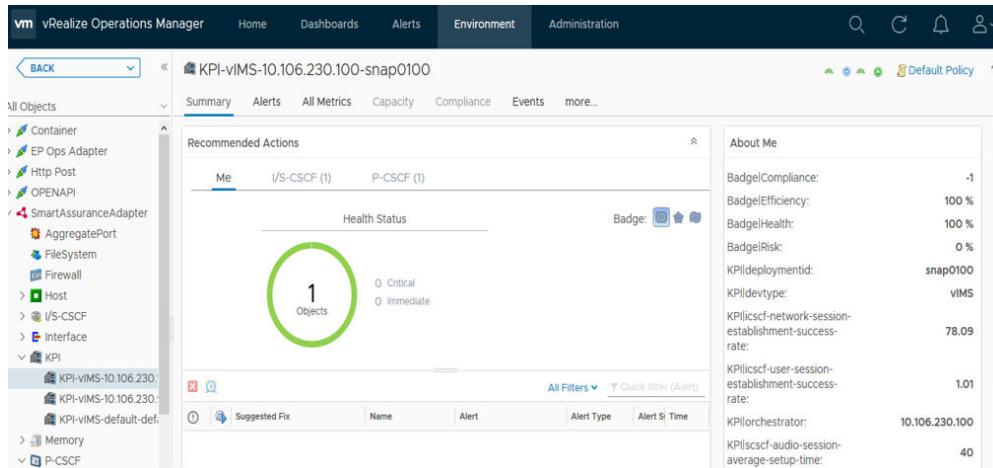 vm vRealize Operations Manager Home Dashboards Alerts Environment Administration
BACK
KPI-vIMS-10.106.230.100-snap0100
Default Policy
All Objects
Summary Alerts All Metrics Capacity Compliance Events more...
Container
EP Ops Adapter
Http Post
OPENAPI
SmartAssuranceAdapter
AggregatePort
FileSystem
Firewall
Host
I/S-CSCF
Interface
KPI
KPI-vIMS-10.106.230.
KPI-vIMS-10.106.230.
KPI-vIMS-default-def
Memory
P-CSCF
Recommended Actions
Me I/S-CSCF (1) P-CSCF (1)
Health Status
Badge:
1
Objects
0 Critical
0 Immediate
All Filters Quick filter (Alert)
Suggested Fix Name Alert Alert Type Alert S Time
About Me
Badge|Compliance: -1
Badge|Efficiency: 100 %
Badge|Health: 100 %
Badge|Risk: 0 %
KPI|deploymentid: snap0100
KPI|devtype: vIMS
KPI|icscf-network-session-
establishment-success- 78.09
rate:
KPI|icscf-user-session-
establishment-success- 1.01
rate:
KPI|orchestrator: 10.106.230.100
KPI|scscf-audio-session-
average-setup-time: 40